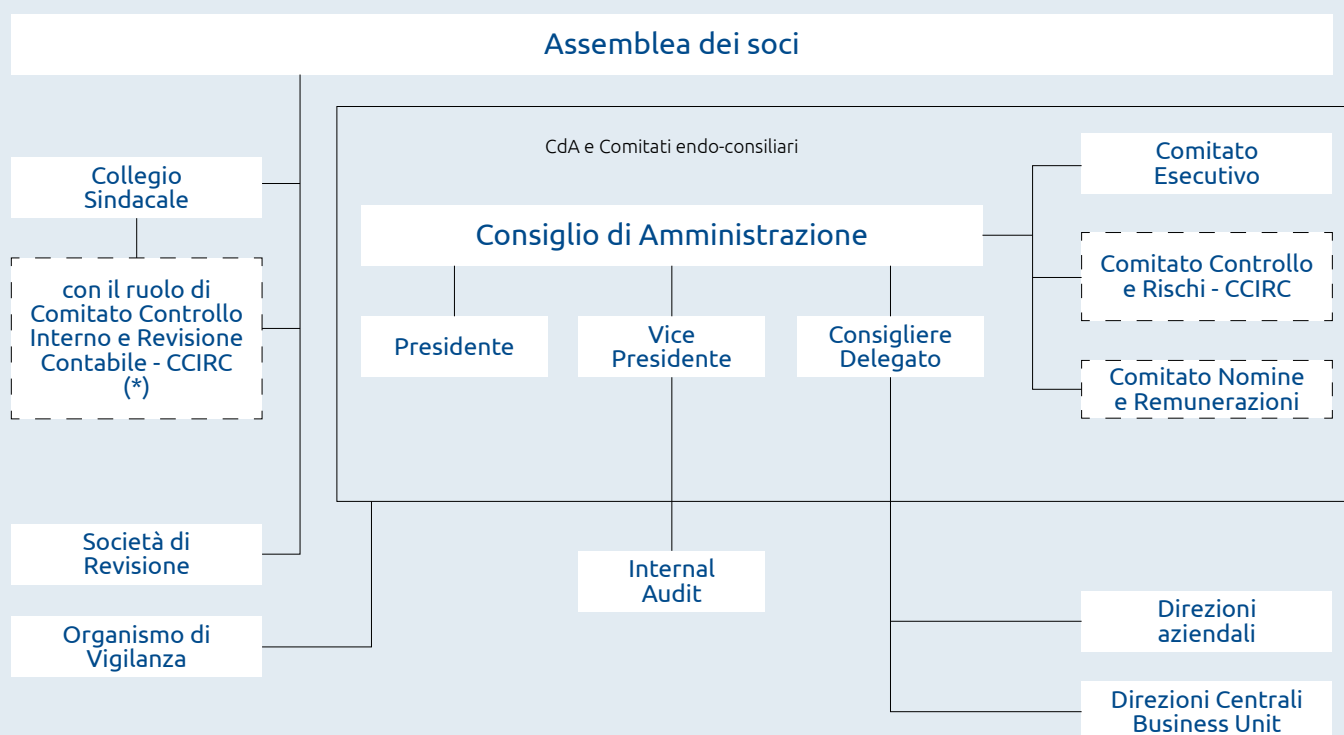 Assemblea dei soci
CdA e Comitati endo-consiliari
Collegio
Sindacale
con il ruolo di
Comitato Controllo
Interno e Revisione
Contabile - CCIRC
(*)
Consiglio di Amministrazione
Presidente
Vice
Presidente
Consigliere
Delegato
Comitato
Esecutivo
Comitato Controllo
e Rischi - CCIRC
Comitato Nomine
e Remunerazioni
Società di
Revisione
Organismo di
Vigilanza
Internal
Audit
Direzioni
aziendali
Direzioni Centrali
Business Unit